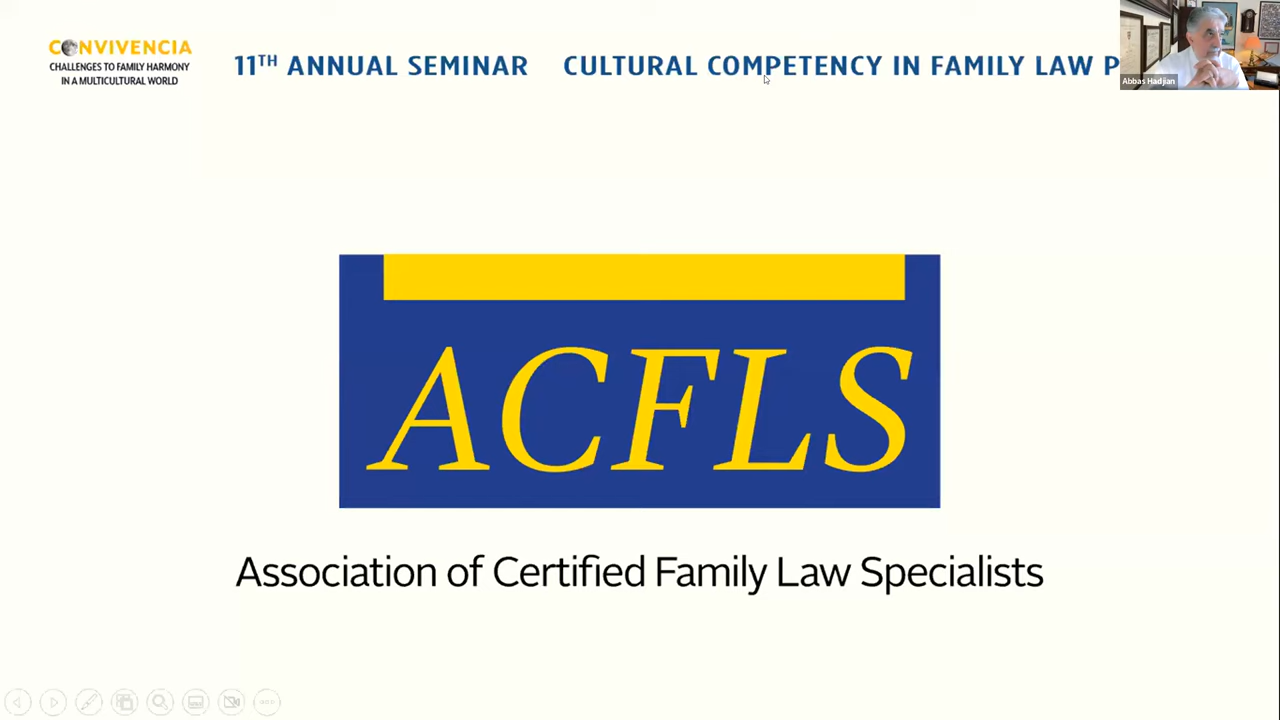 CONVIVENCIA
CHALLENGES TO FAMILY HARMONY
IN A MULTICULTURAL WORLD
11TH ANNUAL SEMINAR CULTURAL COMPETENCY IN FAMILY LAW P
Abbas Hadjian
ACFLS
Association of Certified Family Law Specialists